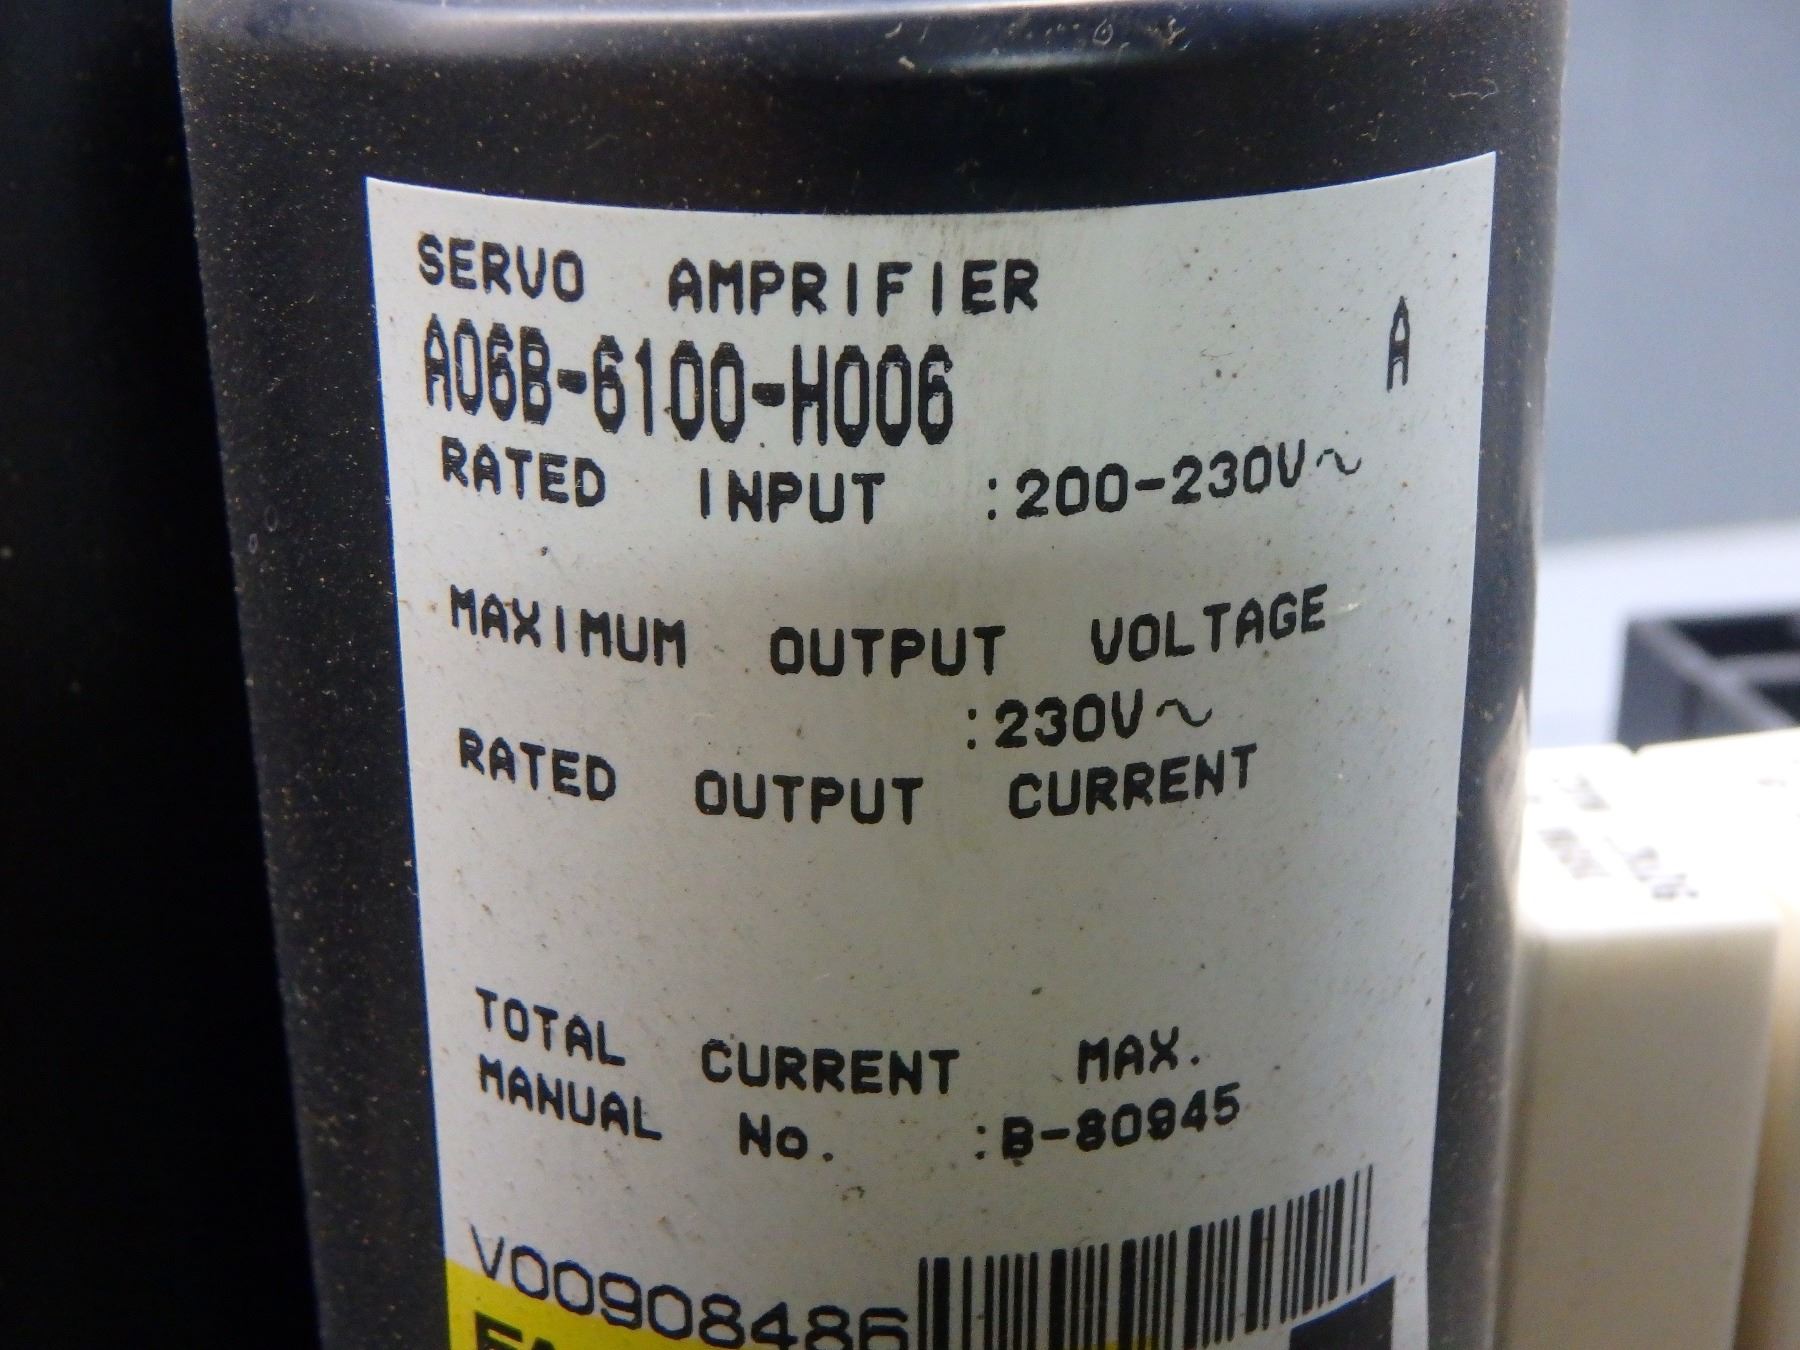 SERVO AMPRIFIER
A06B-6100-H006 A
RATED INPUT :200-230V~
MAXIMUM OUTPUT VOLTAGE
:230V~
RATED OUTPUT CURRENT
TOTAL CURRENT MAX.
MANUAL No. :B-80945
V00908486